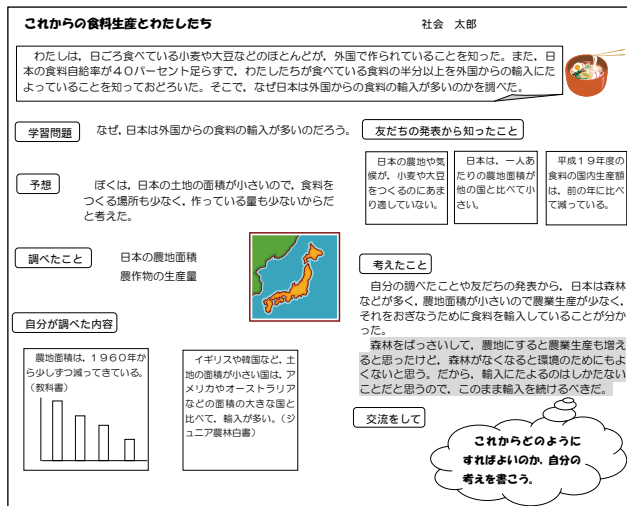 これからの食料生産とわたしたち
社会 太郎
わたしは，日ごろ食べている小麦や大豆などのほとんどが，外国で作られていることを知った。また，日
本の食料自給率が４０パーセント足らずで，わたしたちが食べている食料の半分以上を外国からの輸入にた
よっていることを知っておどろいた。そこで，なぜ日本は外国からの食料の輸入が多いのかを調べた。
学習問題
なぜ，日本は外国からの食料の輸入が多いのだろう。
予想
ぼくは，日本の土地の面積が小さいので，食料を
つくる場所も少なく，作っている量も少ないからだ
と考えた。
調べたこと
日本の農地面積
農作物の生産量
自分が調べた内容
農地面積は，１９６０年か
ら少しずつ減ってきている。
（教科書）
イギリスや韓国など，土
地の面積が小さい国は，ア
メリカやオーストラリア
などの面積の大きな国と
比べて，輸入が多い。（ジ
ュニア農林白書）
友だちの発表から知ったこと
日本の農地や気
候が，小麦や大豆
をつくるのにあま
り適していない。
日本は，一人あ
たりの農地面積が
他の国と比べて小
さい。
平成１９年度の
食料の国内生産額
は，前の年に比べ
て減っている。
考えたこと
自分の調べたことや友だちの発表から，日本は森林
などが多く，農地面積が小さいので農業生産が少なく，
それをおぎなうために食料を輸入していることが分か
った。
森林をばっさいして，農地にすると農業生産も増え
ると思ったけど，森林がなくなると環境のためにもよ
くないと思う。だから，輸入にたよるのはしかたない
ことだと思うので，このまま輸入を続けるべきだ。
交流をして
これからどのように
すればよいのか，自分の
考えを書こう。